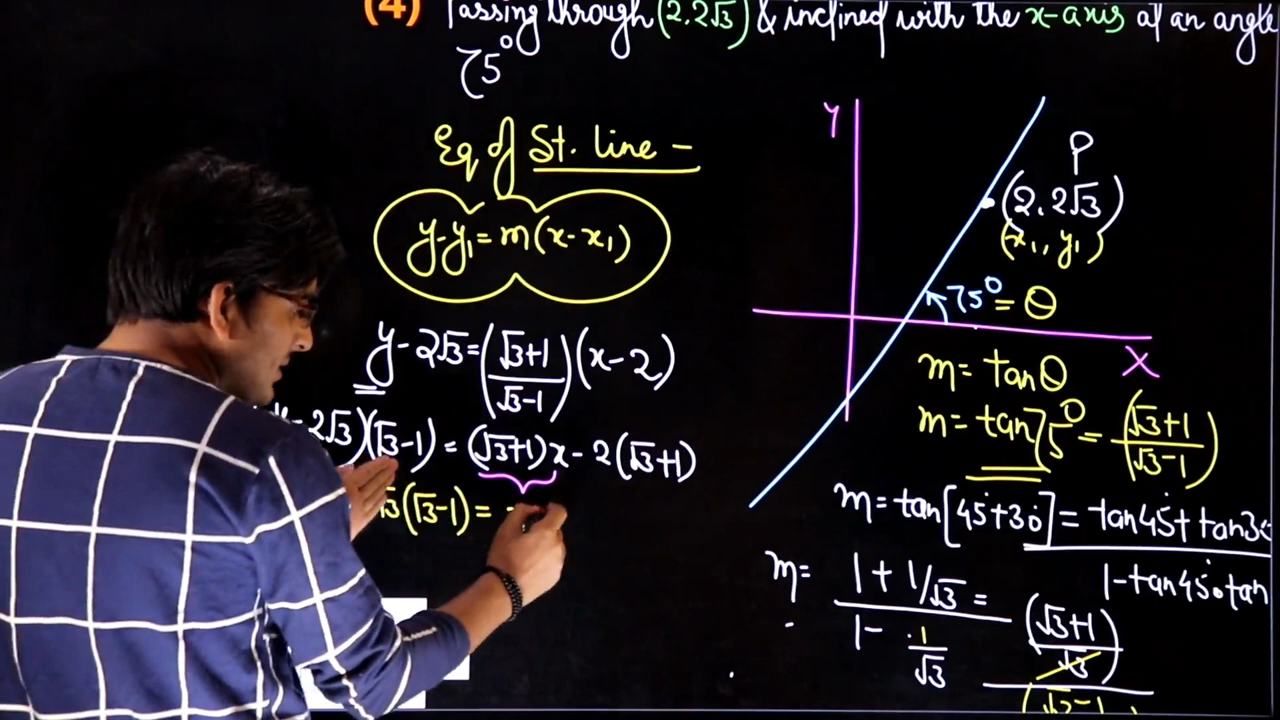 (4) Passing through (2, 2√3) & inclined with the x-axis at an angle
75°
Eq of St. line -
y-y₁ = m(x-x₁)
y - 2√3 = (√3+1/√3-1)(x-2)
2√3)(√3-1) = (√3+1)x - 2(√3+1)
√3(√3-1) =
Y
P
(2, 2√3)
(x₁, y₁)
75° = θ
X
m = tanθ
m = tan75° = (√3+1/√3-1)
m = tan[45+30] = tan45+tan30
1-tan45.tan
m = 1 + 1/√3 / 1 - 1/√3 = (√3+1/√3)
(√3-1